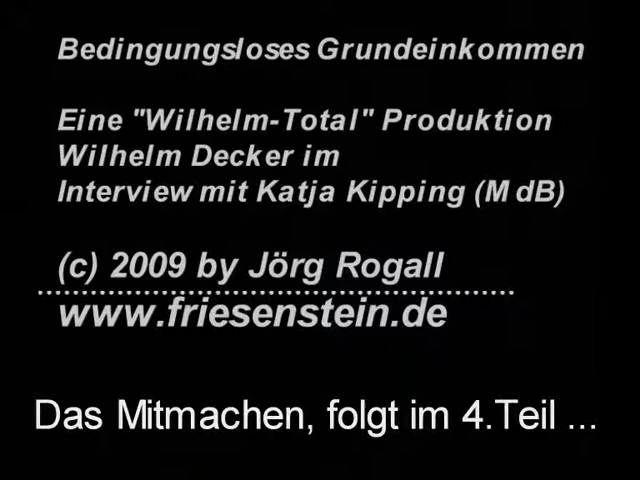 Bedingungsloses Grundeinkommen
Eine "Wilhelm-Total" Produktion
Wilhelm Decker im
Interview mit Katja Kipping (MdB)
(c) 2009 by Jörg Rogall
www.friesenstein.de
Das Mitmachen, folgt im 4.Teil ...